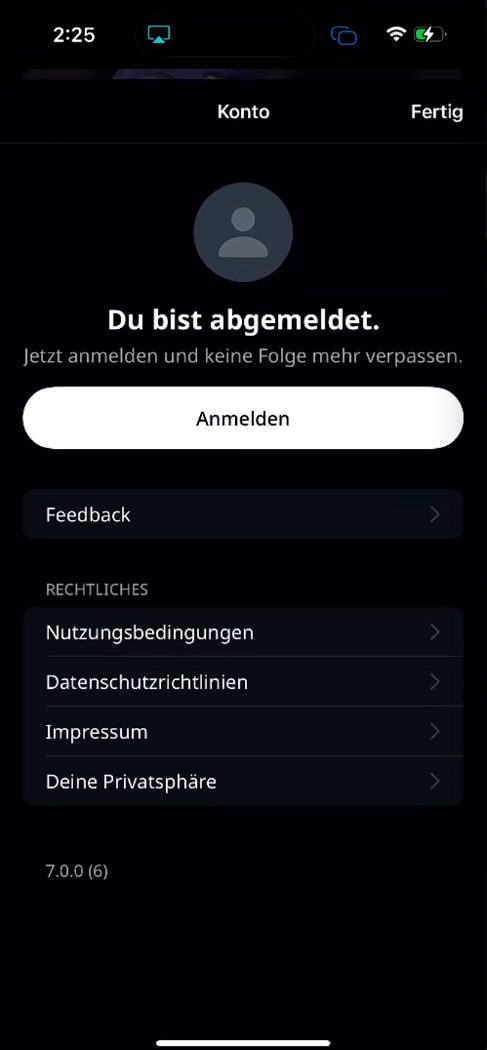 2:25
Konto
Fertig
Du bist abgemeldet.
Jetzt anmelden und keine Folge mehr verpassen.
Anmelden
Feedback
RECHTLICHES
Nutzungsbedingungen
Datenschutzrichtlinien
Impressum
Deine Privatsphäre
7.0.0 (6)